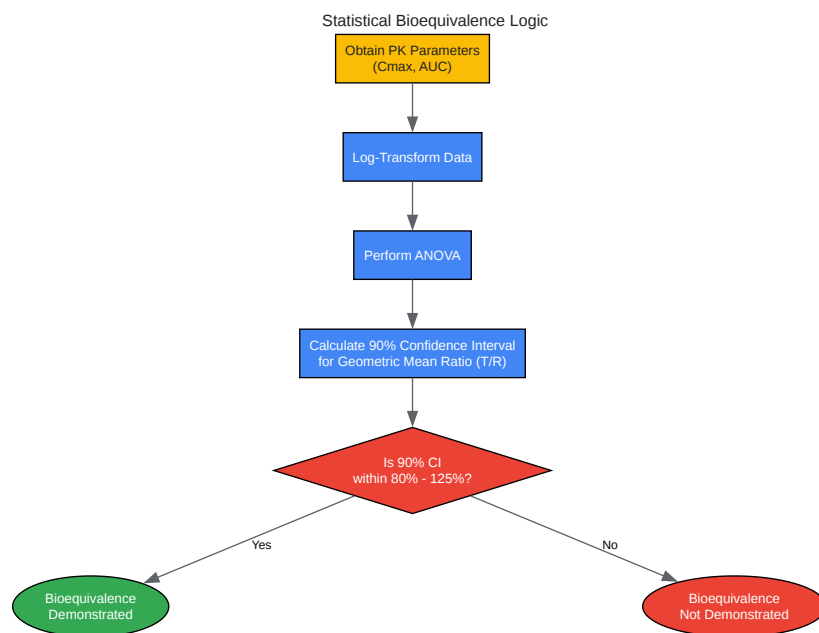 Statistical Bioequivalence Logic
Obtain PK Parameters
(Cmax, AUC)
Log-Transform Data
Perform ANOVA
Calculate 90% Confidence Interval
for Geometric Mean Ratio (T/R)
Is 90% CI
within 80% - 125%?
Yes
No
Bioequivalence
Demonstrated
Bioequivalence
Not Demonstrated